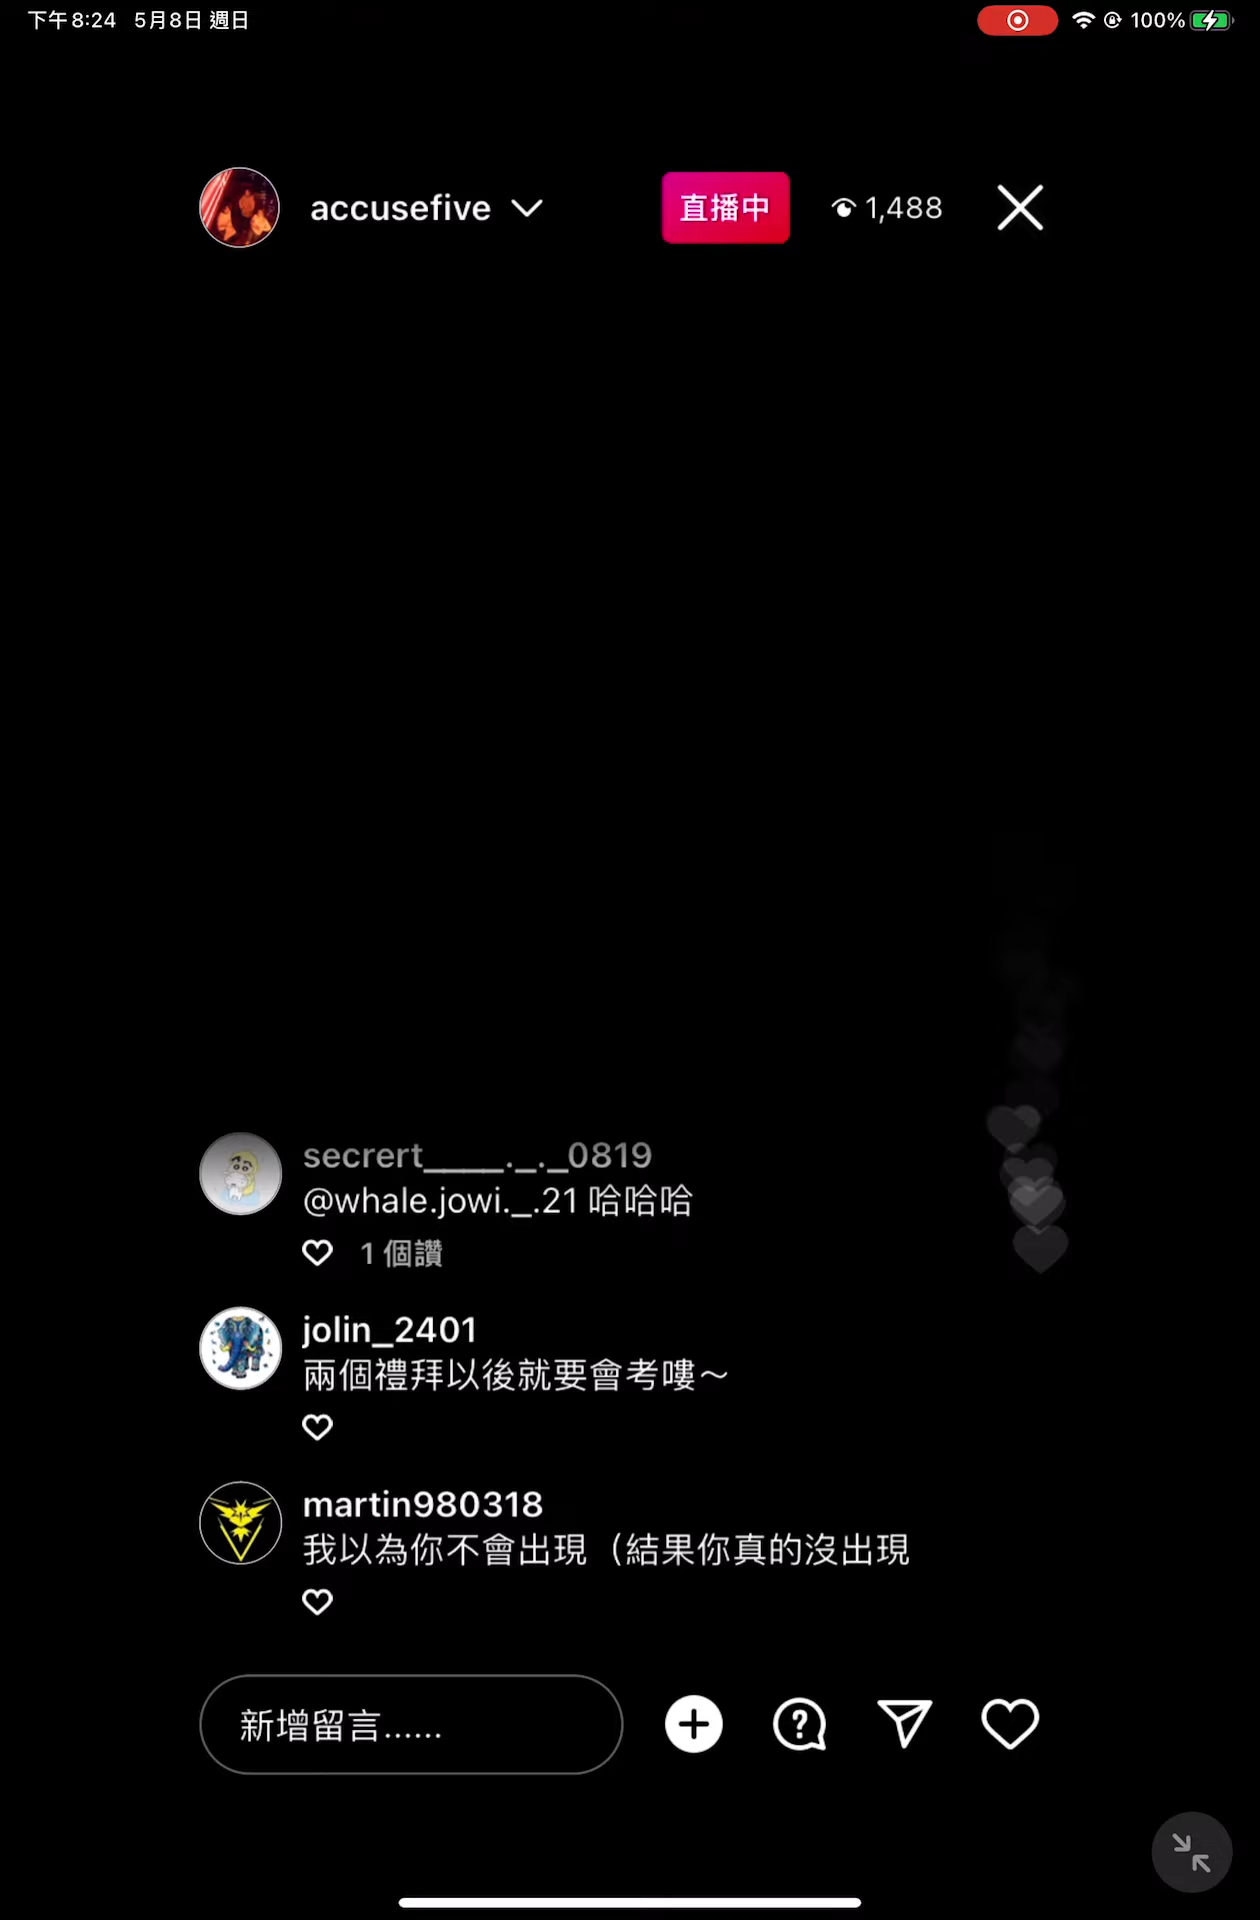 下午8:24 5月8日 週日
100%
accusefive
直播中
1,488
secrert____._._0819
@whale.jowi._.21 哈哈哈
1 個讚
jolin_2401
兩個禮拜以後就要會考嘍～
martin980318
我以為你不會出現（結果你真的沒出現
新增留言......